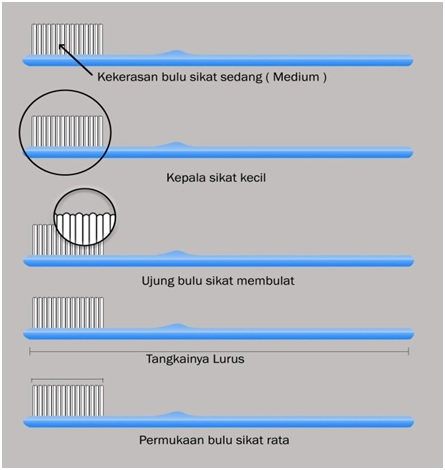 Kekerasan bulu sikat sedang ( Medium )
Kepala sikat kecil
Ujung bulu sikat membulat
Tangkainya Lurus
Permukaan bulu sikat rata